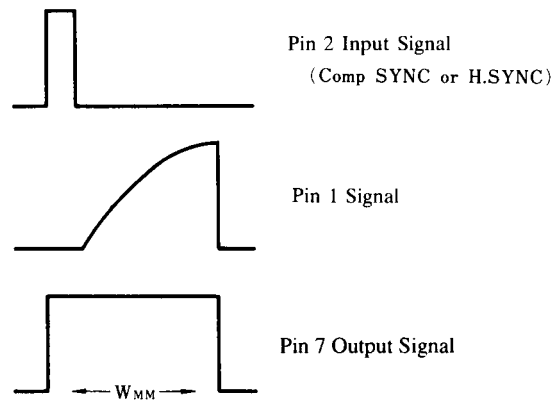 Pin 2 Input Signal
(Comp SYNC or H.SYNC)
Pin 1 Signal
Pin 7 Output Signal
WMM